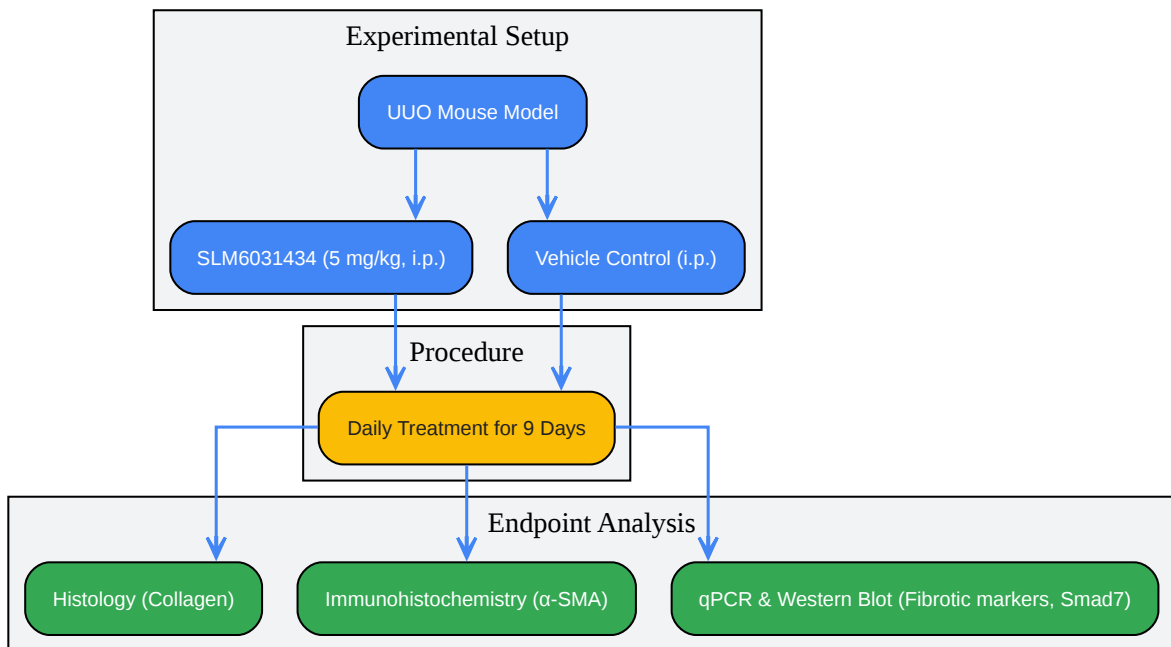 Experimental Setup
UUO Mouse Model
SLM6031434 (5 mg/kg, i.p.)
Vehicle Control (i.p.)
Procedure
Daily Treatment for 9 Days
Endpoint Analysis
Histology (Collagen)
Immunohistochemistry (α-SMA)
qPCR & Western Blot (Fibrotic markers, Smad7)